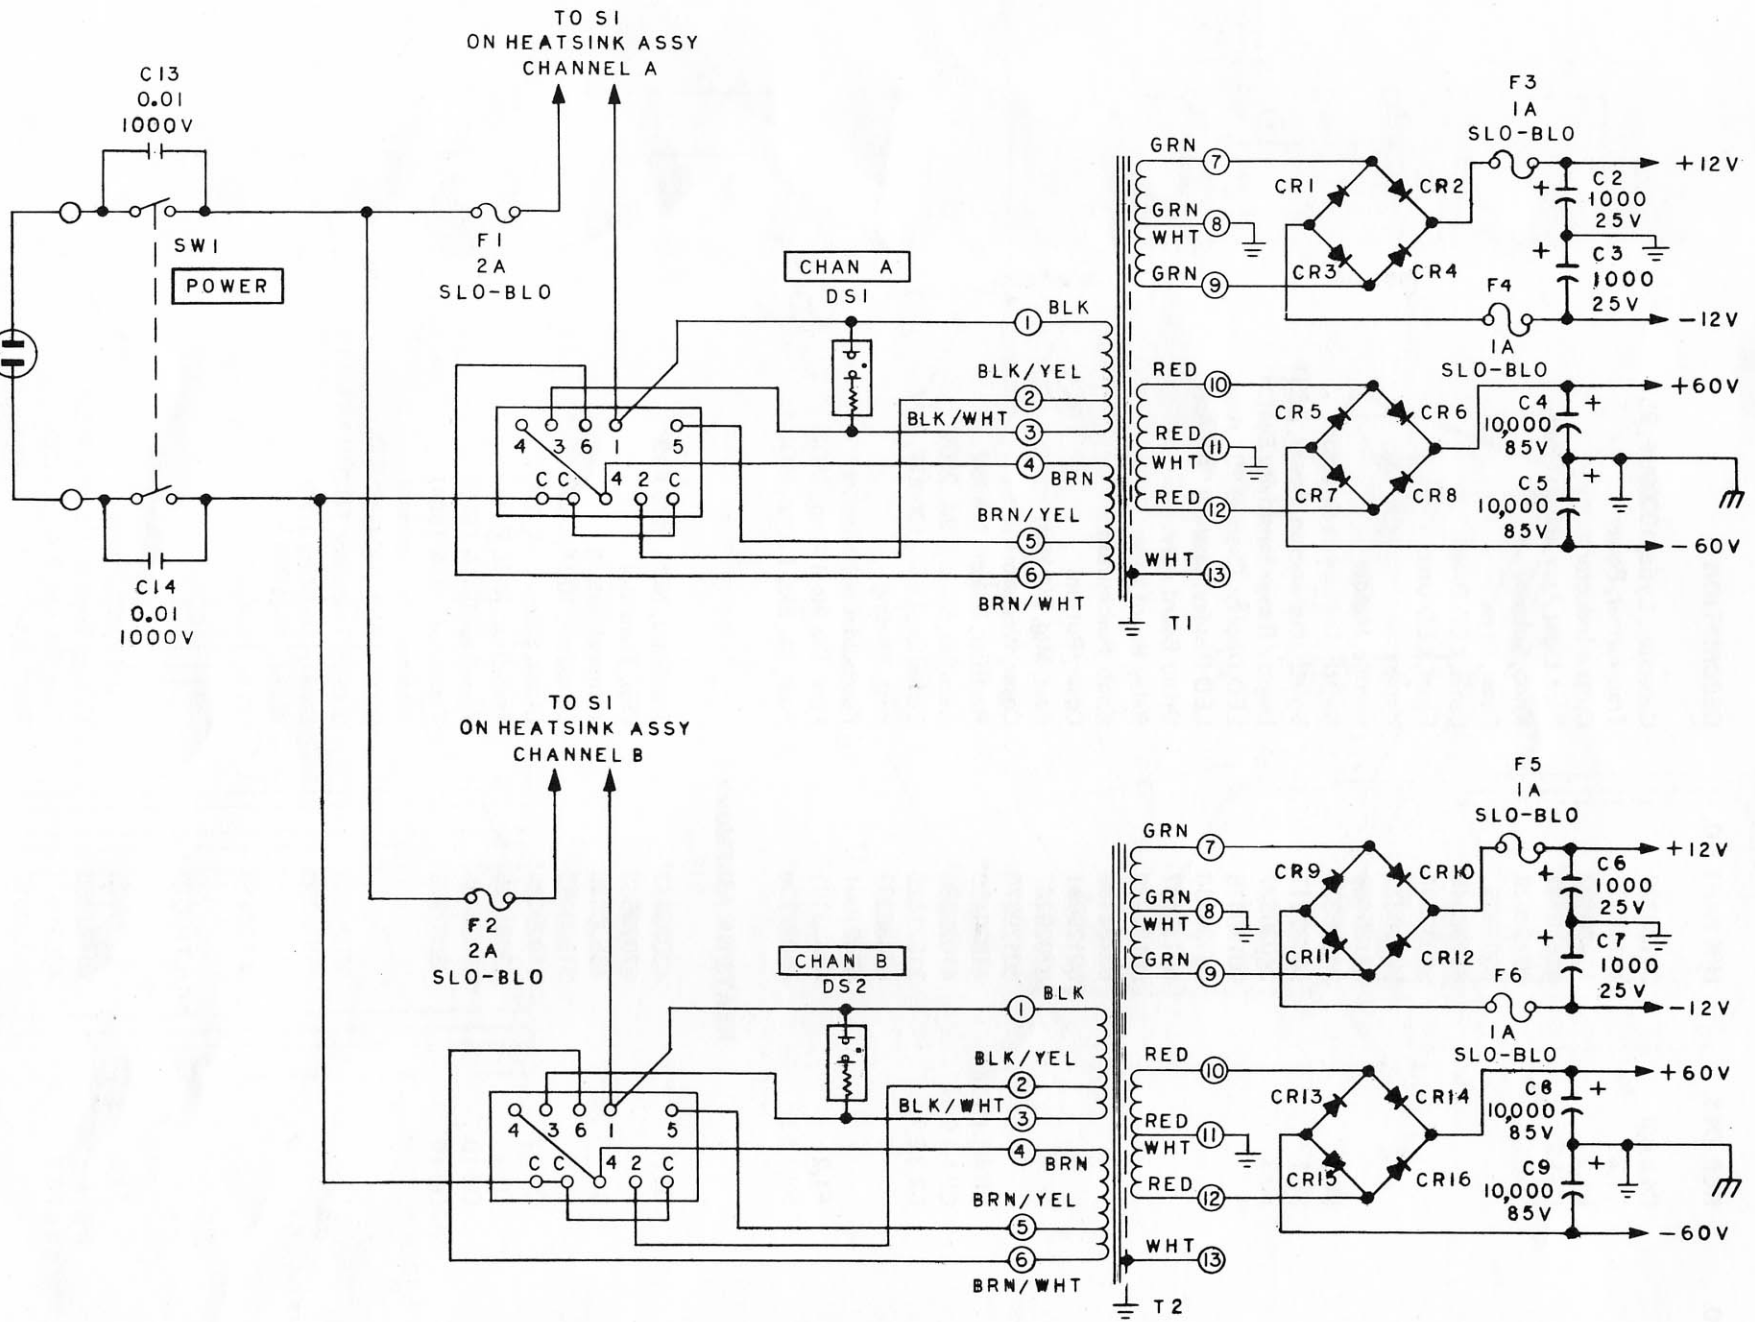 TO S1
ON HEATSINK ASSY
CHANNEL A
C13
0.01
1000V
SW1
POWER
F1
2A
SLO-BLO
CHAN A
DS1
1 BLK
BLK/YEL
2
BLK/WHT
3
4
BRN
BRN/YEL
5
6
BRN/WHT
4 3 6 1 5
C C 4 2 C
C14
0.01
1000V
GRN 7
GRN 8
WHT
GRN 9
RED 10
RED 11
WHT
RED 12
WHT 13
T1
CR1 CR2
CR3 CR4
F3
1A
SLO-BLO
+12V
+ C2
1000
25V
+ C3
1000
25V
F4
1A
SLO-BLO
-12V
CR5 CR6
CR7 CR8
+60V
C4 +
10,000
85V
C5 +
10,000
85V
-60V
TO S1
ON HEATSINK ASSY
CHANNEL B
F2
2A
SLO-BLO
CHAN B
DS2
1 BLK
BLK/YEL
2
BLK/WHT
3
4
BRN
BRN/YEL
5
6
BRN/WHT
4 3 6 1 5
C C 4 2 C
GRN 7
GRN 8
WHT
GRN 9
RED 10
RED 11
WHT
RED 12
WHT 13
T2
CR9 CR10
CR11 CR12
F5
1A
SLO-BLO
+12V
+ C6
1000
25V
+ C7
1000
25V
F6
1A
SLO-BLO
-12V
CR13 CR14
CR15 CR16
+60V
C8 +
10,000
85V
C9 +
10,000
85V
-60V